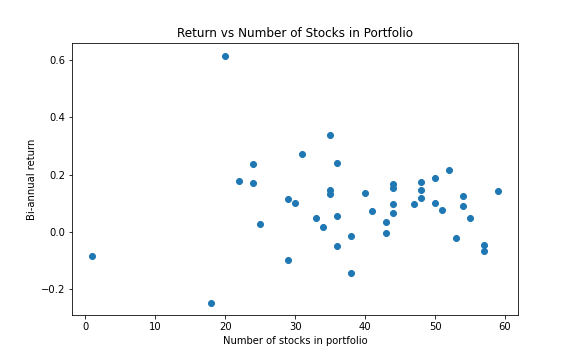 Return vs Number of Stocks in Portfolio
0.6
0.4
0.2
0.0
−0.2
Bi-annual return
0 10 20 30 40 50 60
Number of stocks in portfolio